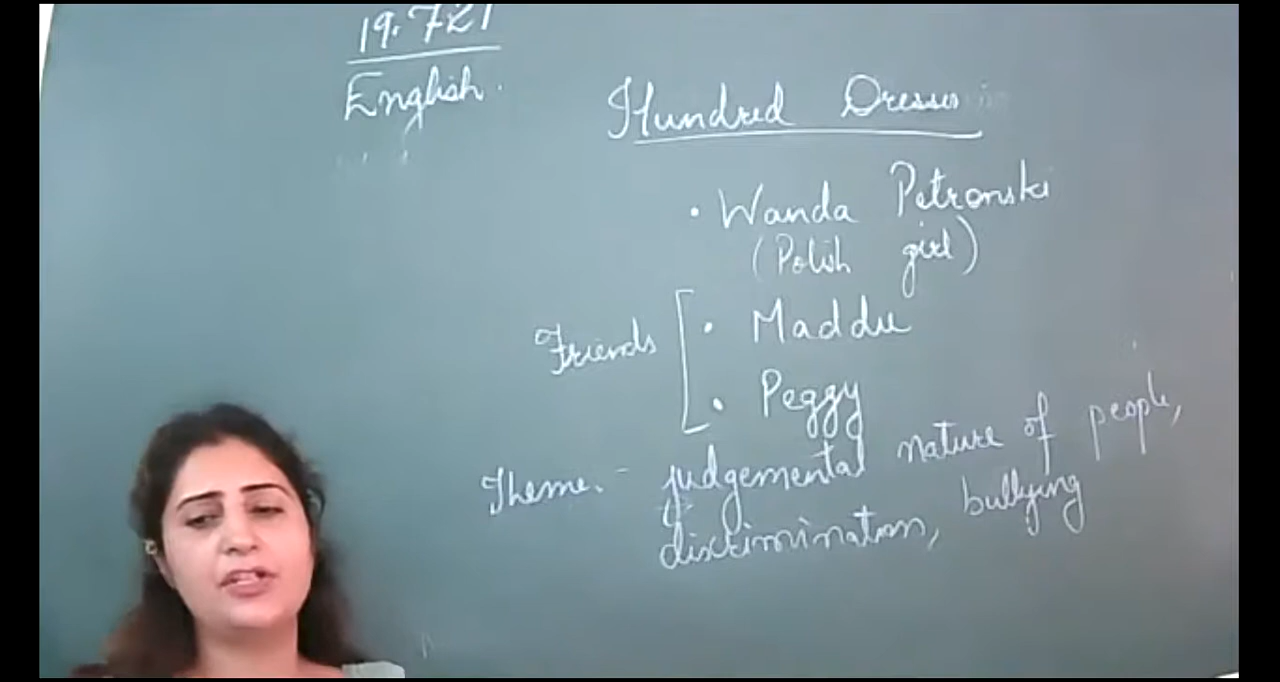 19.7.21
English.
Hundred Dresses
• Wanda Petronski
(Polish girl)
Friends
• Maddie
• Peggy
Theme. - judgemental nature of people,
discrimination, bullying